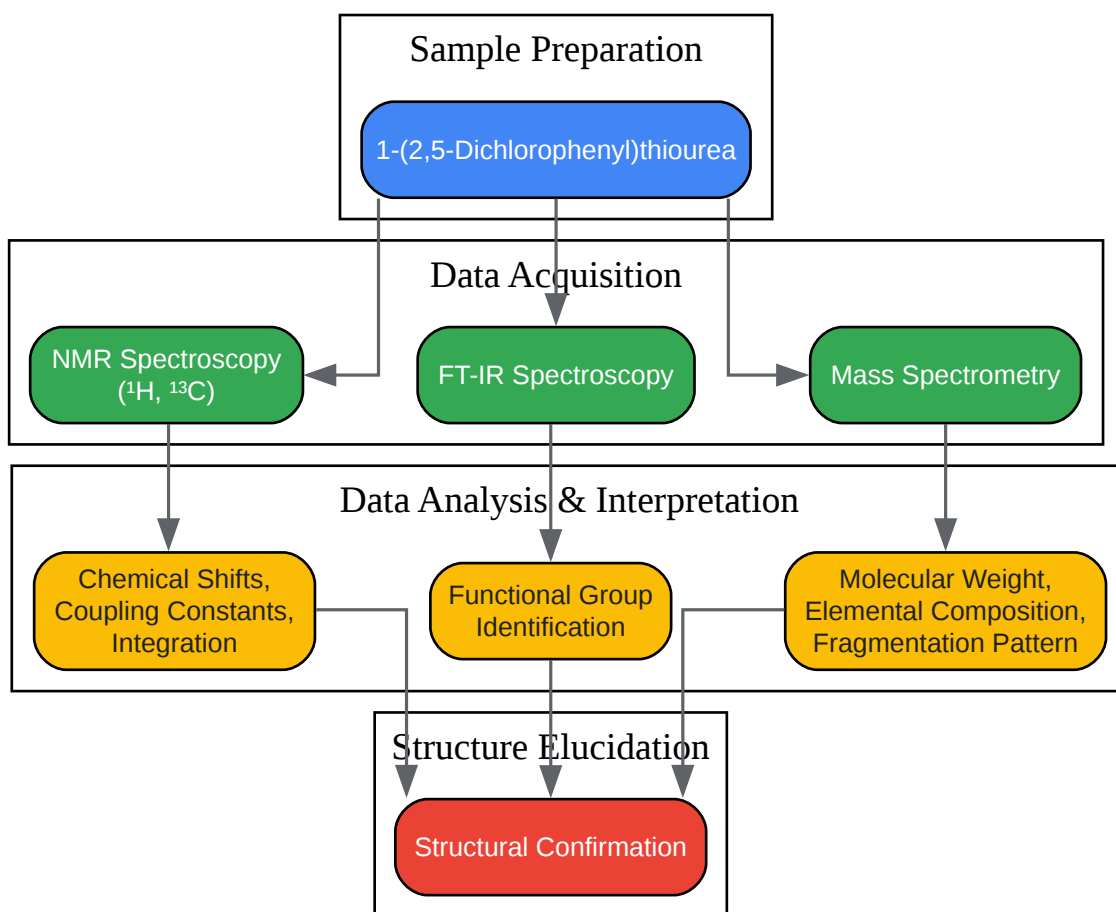 Sample Preparation
1-(2,5-Dichlorophenyl)thiourea
Data Acquisition
NMR Spectroscopy
(¹H, ¹³C)
FT-IR Spectroscopy
Mass Spectrometry
Data Analysis & Interpretation
Chemical Shifts,
Coupling Constants,
Integration
Functional Group
Identification
Molecular Weight,
Elemental Composition,
Fragmentation Pattern
Structure Elucidation
Structural Confirmation